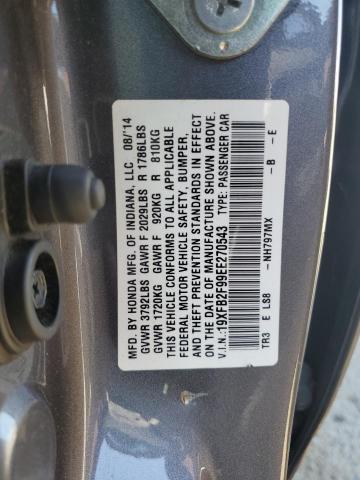 MFD. BY HONDA MFG. OF INDIANA, LLC 08/'14
GVWR 3792LBS GAWR F 2029LBS R 1786LBS
GVWR 1720KG GAWR F 920KG R 810KG
THIS VEHICLE CONFORMS TO ALL APPLICABLE
FEDERAL MOTOR VEHICLE SAFETY, BUMPER,
AND THEFT PREVENTION STANDARDS IN EFFECT
ON THE DATE OF MANUFACTURE SHOWN ABOVE.
V.I.N.: 19XFB2F99EE270543 TYPE: PASSENGER CAR
TR3 E LS8 - NH797MX - B - E